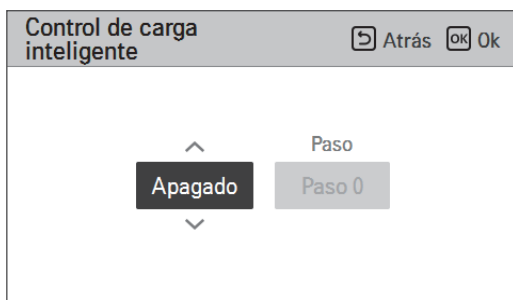 Control de carga
inteligente
Atrás OK Ok
Paso
Apagado Paso 0